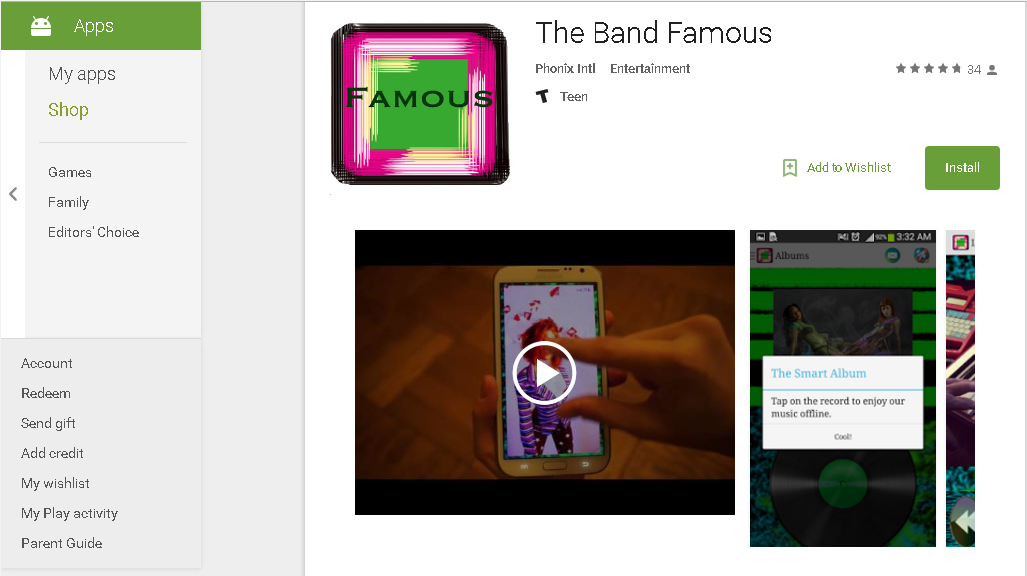 Apps
My apps
Shop
Games
Family
Editors' Choice
Account
Redeem
Send gift
Add credit
My wishlist
My Play activity
Parent Guide
FAMOUS
The Band Famous
Phonix Intl Entertainment
34
T Teen
Add to Wishlist
Install
92% 3:32 AM
Albums
The Smart Album
Tap on the record to enjoy our
music offline.
Cool!